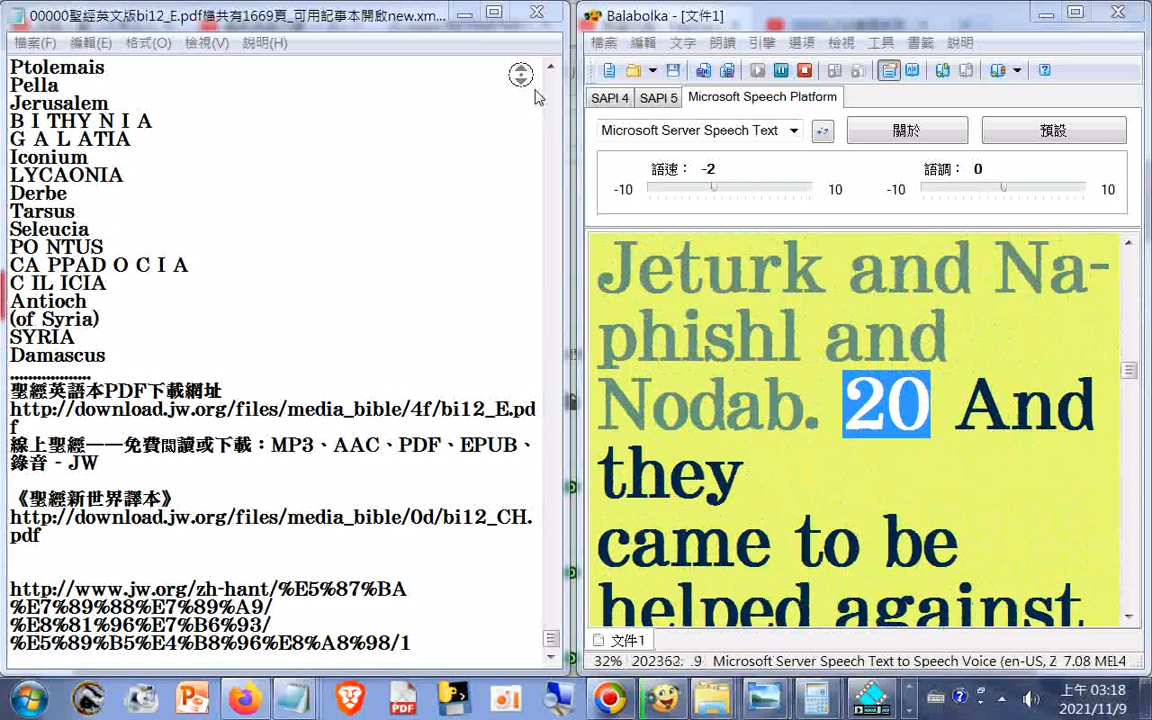 00000聖經英文版bi12_E.pdf檔共有1669頁_可用記事本開啟new.xm...
檔案(F) 編輯(E) 格式(O) 檢視(V) 說明(H)
Ptolemais
Pella
Jerusalem
B I THY N I A
G A L ATIA
Iconium
LYCAONIA
Derbe
Tarsus
Seleucia
PO NTUS
CA PPAD O C I A
C IL ICIA
Antioch
(of Syria)
SYRIA
Damascus
..................
聖經英語本PDF下載網址
http://download.jw.org/files/media_bible/4f/bi12_E.pd
f
線上聖經——免費閱讀或下載：MP3、AAC、PDF、EPUB、
錄音 - JW
《聖經新世界譯本》
http://download.jw.org/files/media_bible/0d/bi12_CH.
pdf
http://www.jw.org/zh-hant/%E5%87%BA
%E7%89%88%E7%89%A9/
%E8%81%96%E7%B6%93/
%E5%89%B5%E4%B8%96%E8%A8%98/1
Balabolka - [文件1]
檔案 編輯 文字 朗讀 引擎 選項 檢視 工具 書籤 說明
SAPI 4 SAPI 5 Microsoft Speech Platform
Microsoft Server Speech Text 關於 預設
語速： -2 語調： 0
-10 10 -10 10
Jeturk and Na-
phishl and
Nodab. 20 And
they
came to be
helped against
文件1
32% 202362: .9 Microsoft Server Speech Text to Speech Voice (en-US, Z 7.08 ME14
PDF
上午 03:18
2021/11/9